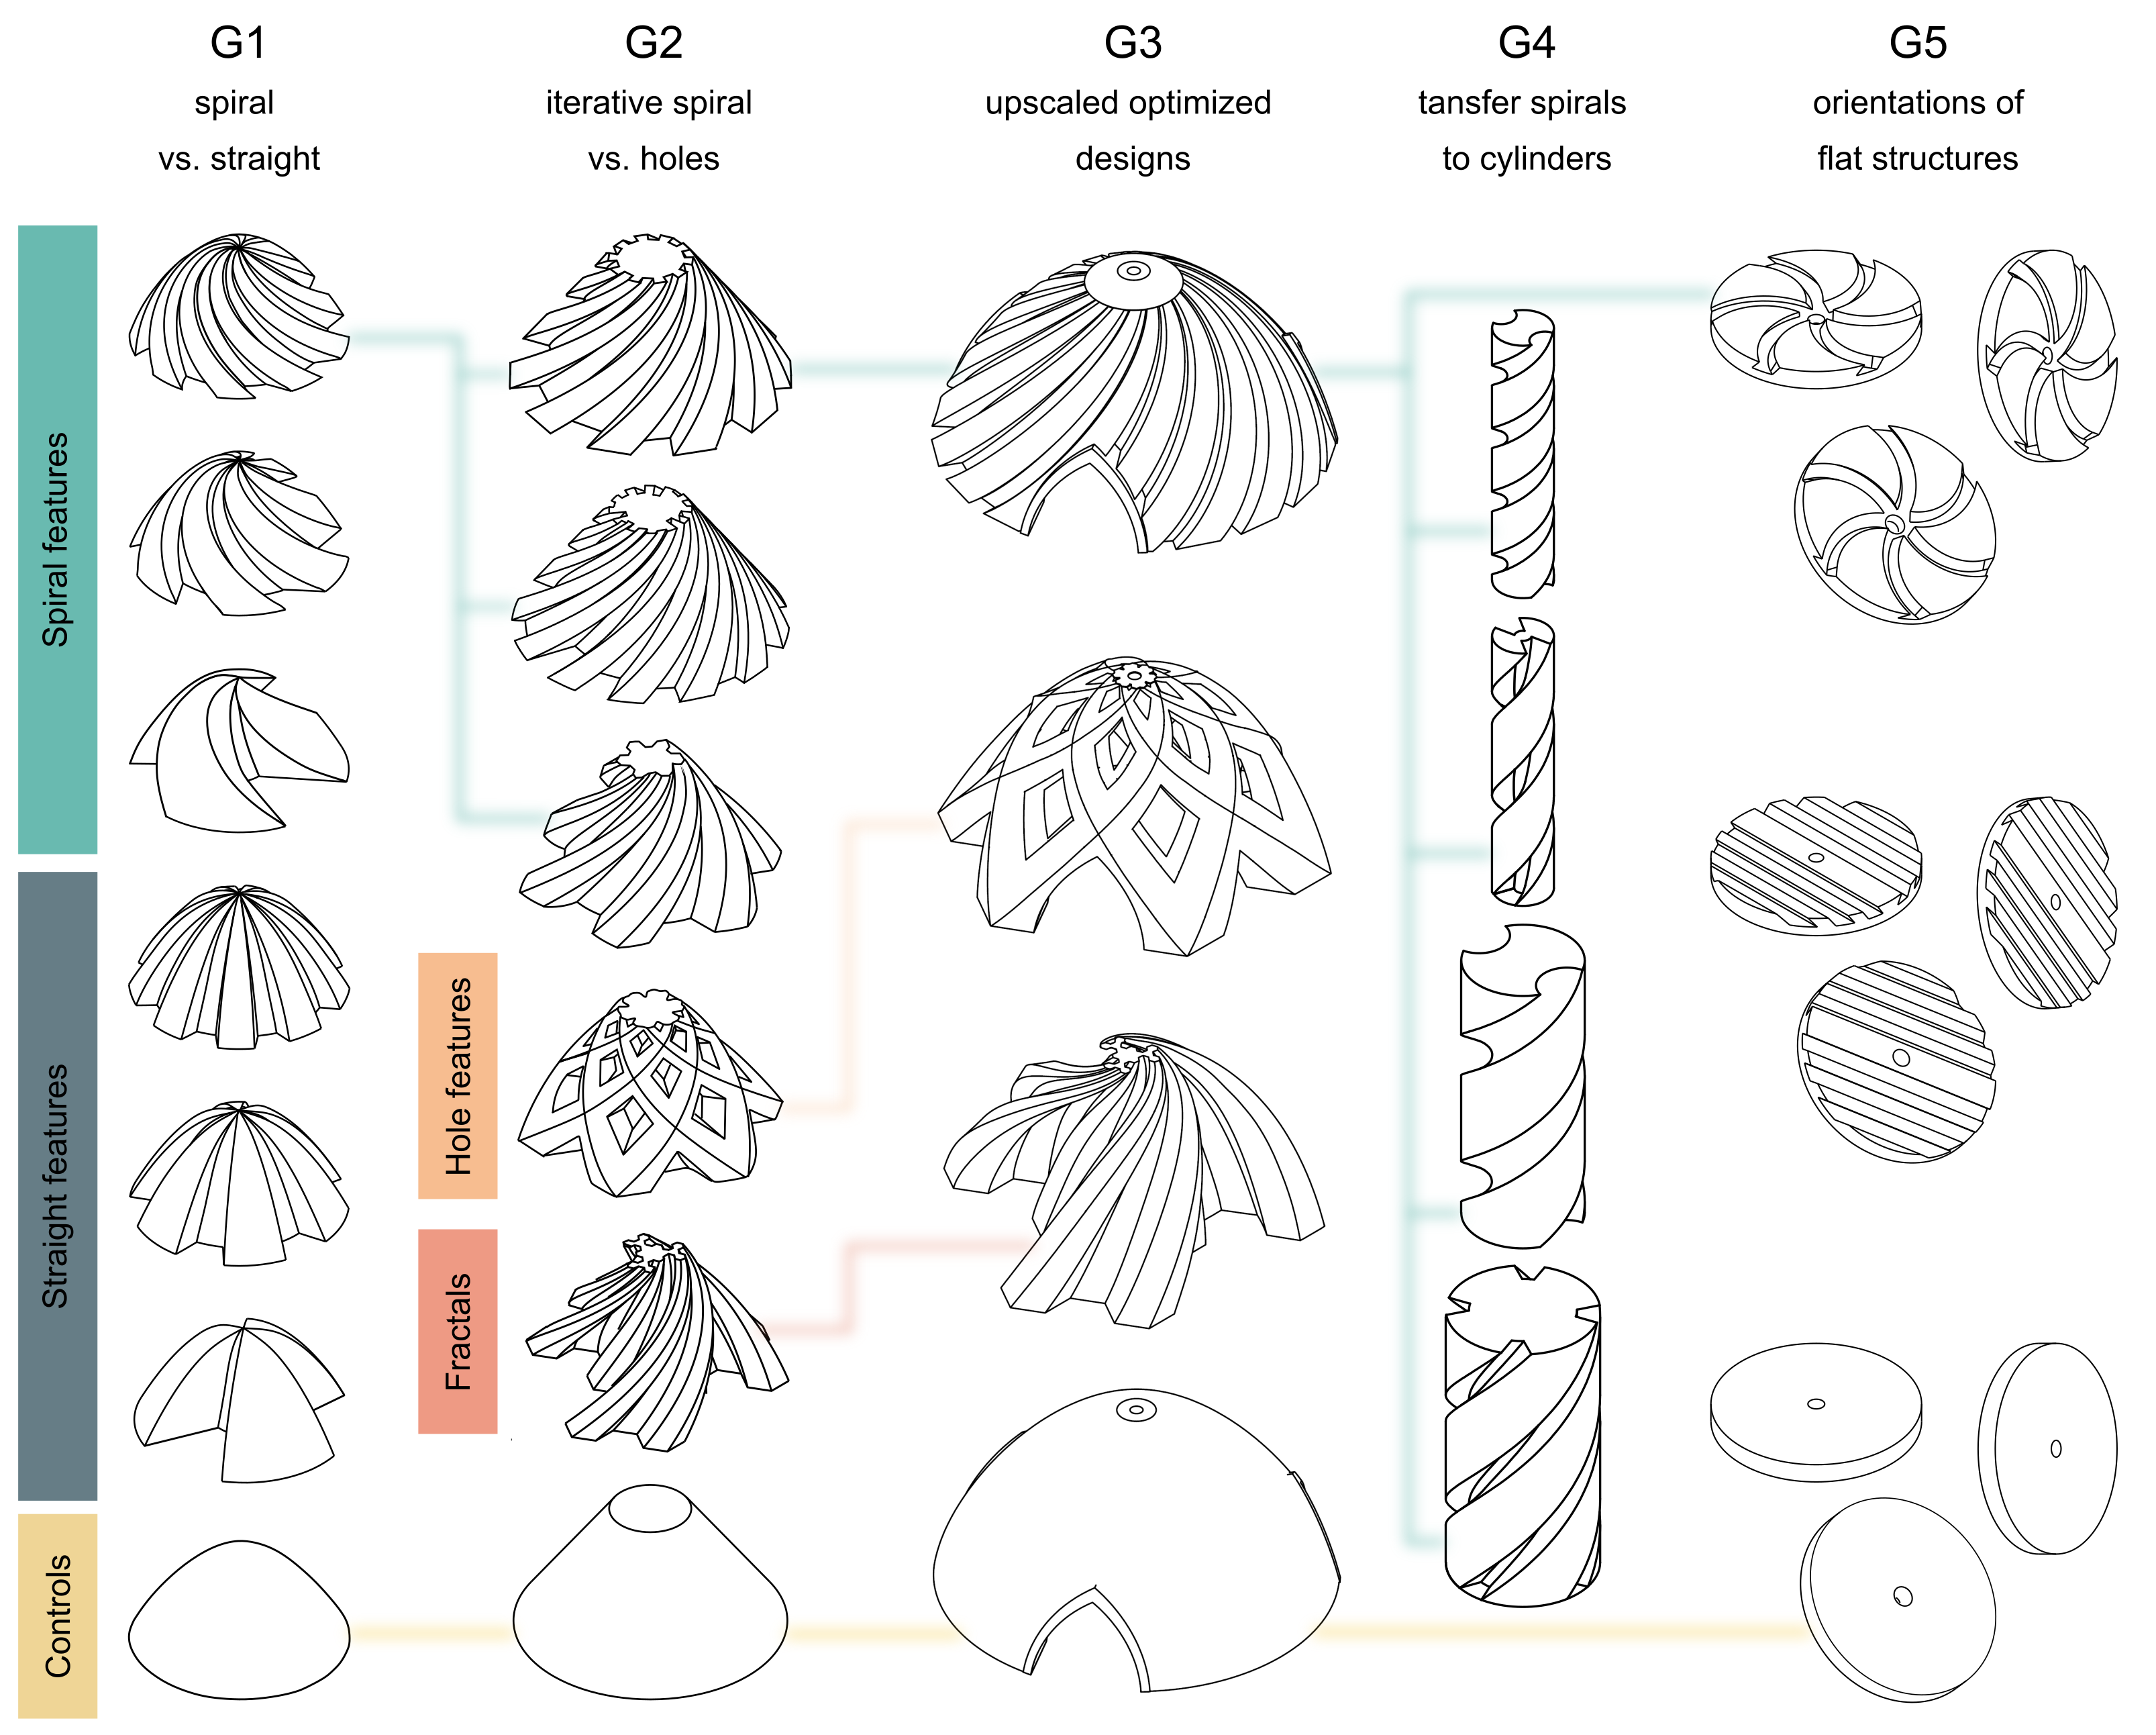 G1
spiral
vs. straight
G2
iterative spiral
vs. holes
G3
upscaled optimized
designs
G4
tansfer spirals
to cylinders
G5
orientations of
flat structures
Spiral features
Straight features
Controls
Hole features
Fractals